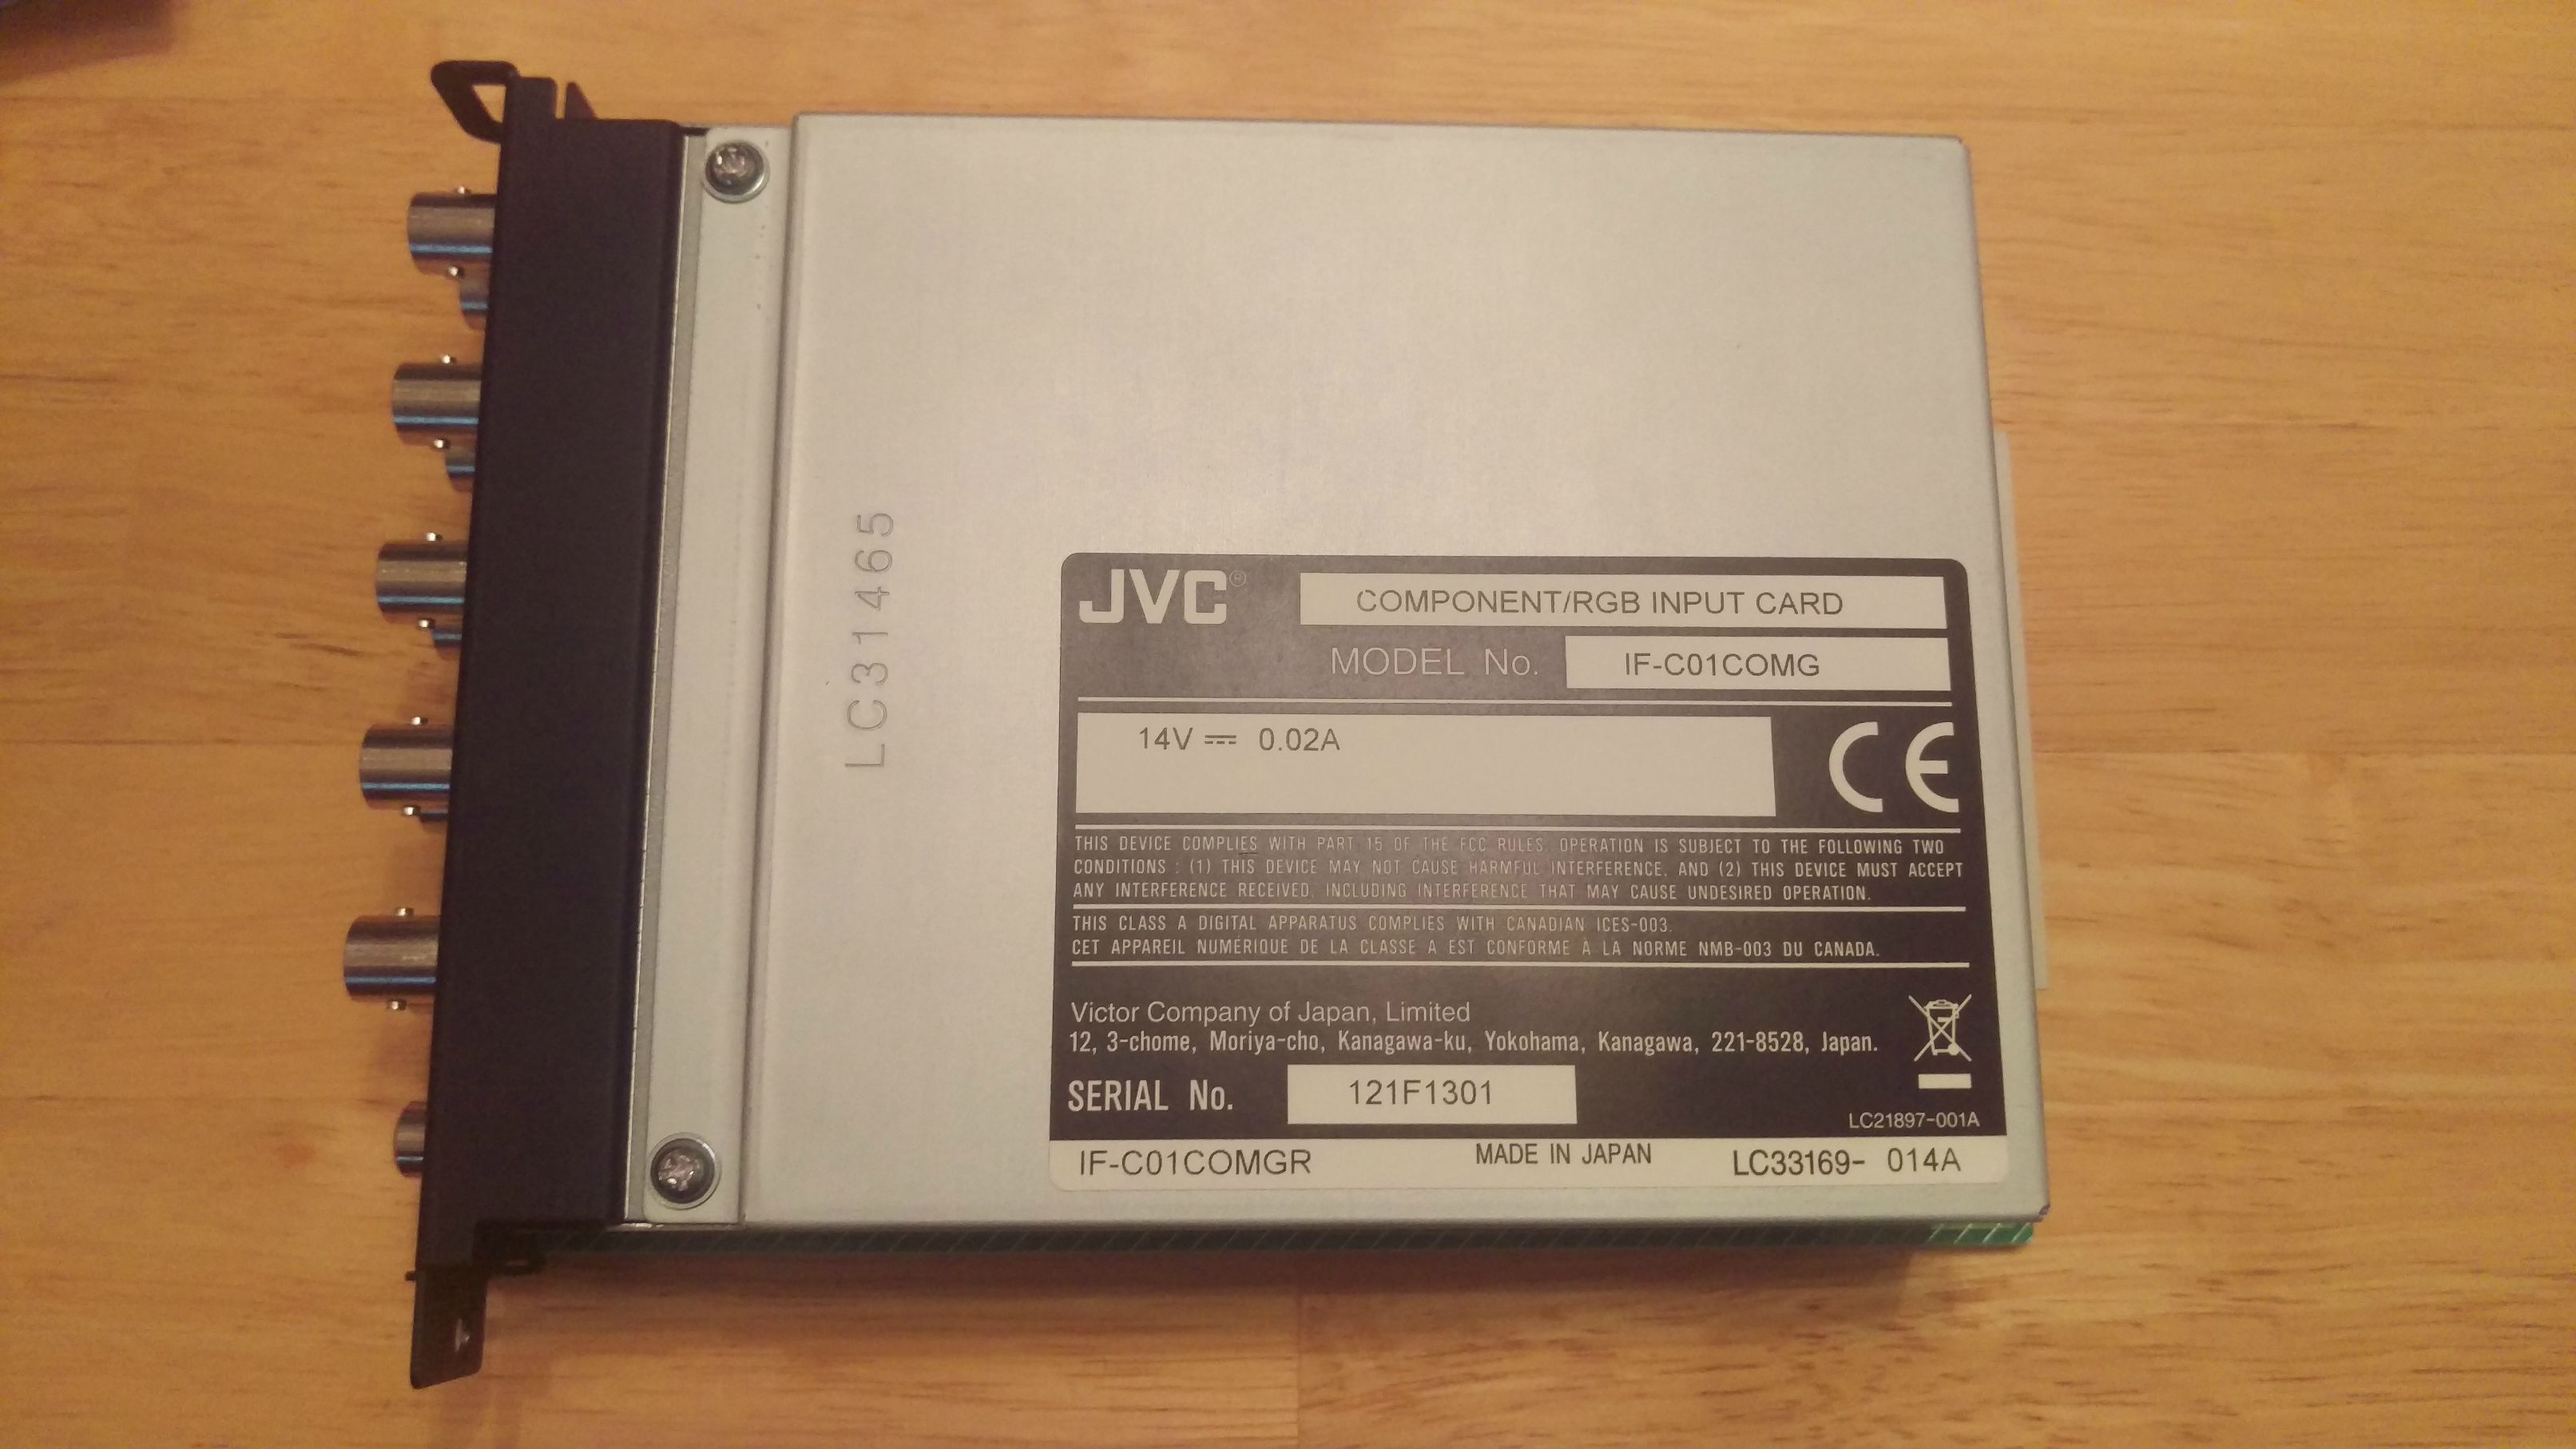 LC31465
JVC® COMPONENT/RGB INPUT CARD
MODEL No. IF-C01COMG
14V ⎓ 0.02A
CE
THIS DEVICE COMPLIES WITH PART 15 OF THE FCC RULES. OPERATION IS SUBJECT TO THE FOLLOWING TWO
CONDITIONS : (1) THIS DEVICE MAY NOT CAUSE HARMFUL INTERFERENCE, AND (2) THIS DEVICE MUST ACCEPT
ANY INTERFERENCE RECEIVED, INCLUDING INTERFERENCE THAT MAY CAUSE UNDESIRED OPERATION.
THIS CLASS A DIGITAL APPARATUS COMPLIES WITH CANADIAN ICES-003.
CET APPAREIL NUMÉRIQUE DE LA CLASSE A EST CONFORME À LA NORME NMB-003 DU CANADA.
Victor Company of Japan, Limited
12, 3-chome, Moriya-cho, Kanagawa-ku, Yokohama, Kanagawa, 221-8528, Japan.
SERIAL No. 121F1301
LC21897-001A
IF-C01COMGR MADE IN JAPAN LC33169- 014A